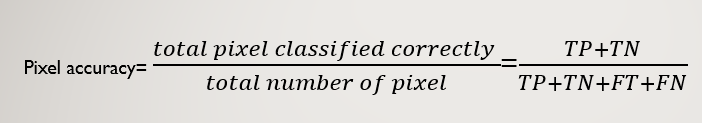 Pixel accuracy= total pixel classified correctly / total number of pixel = TP+TN / TP+TN+FT+FN